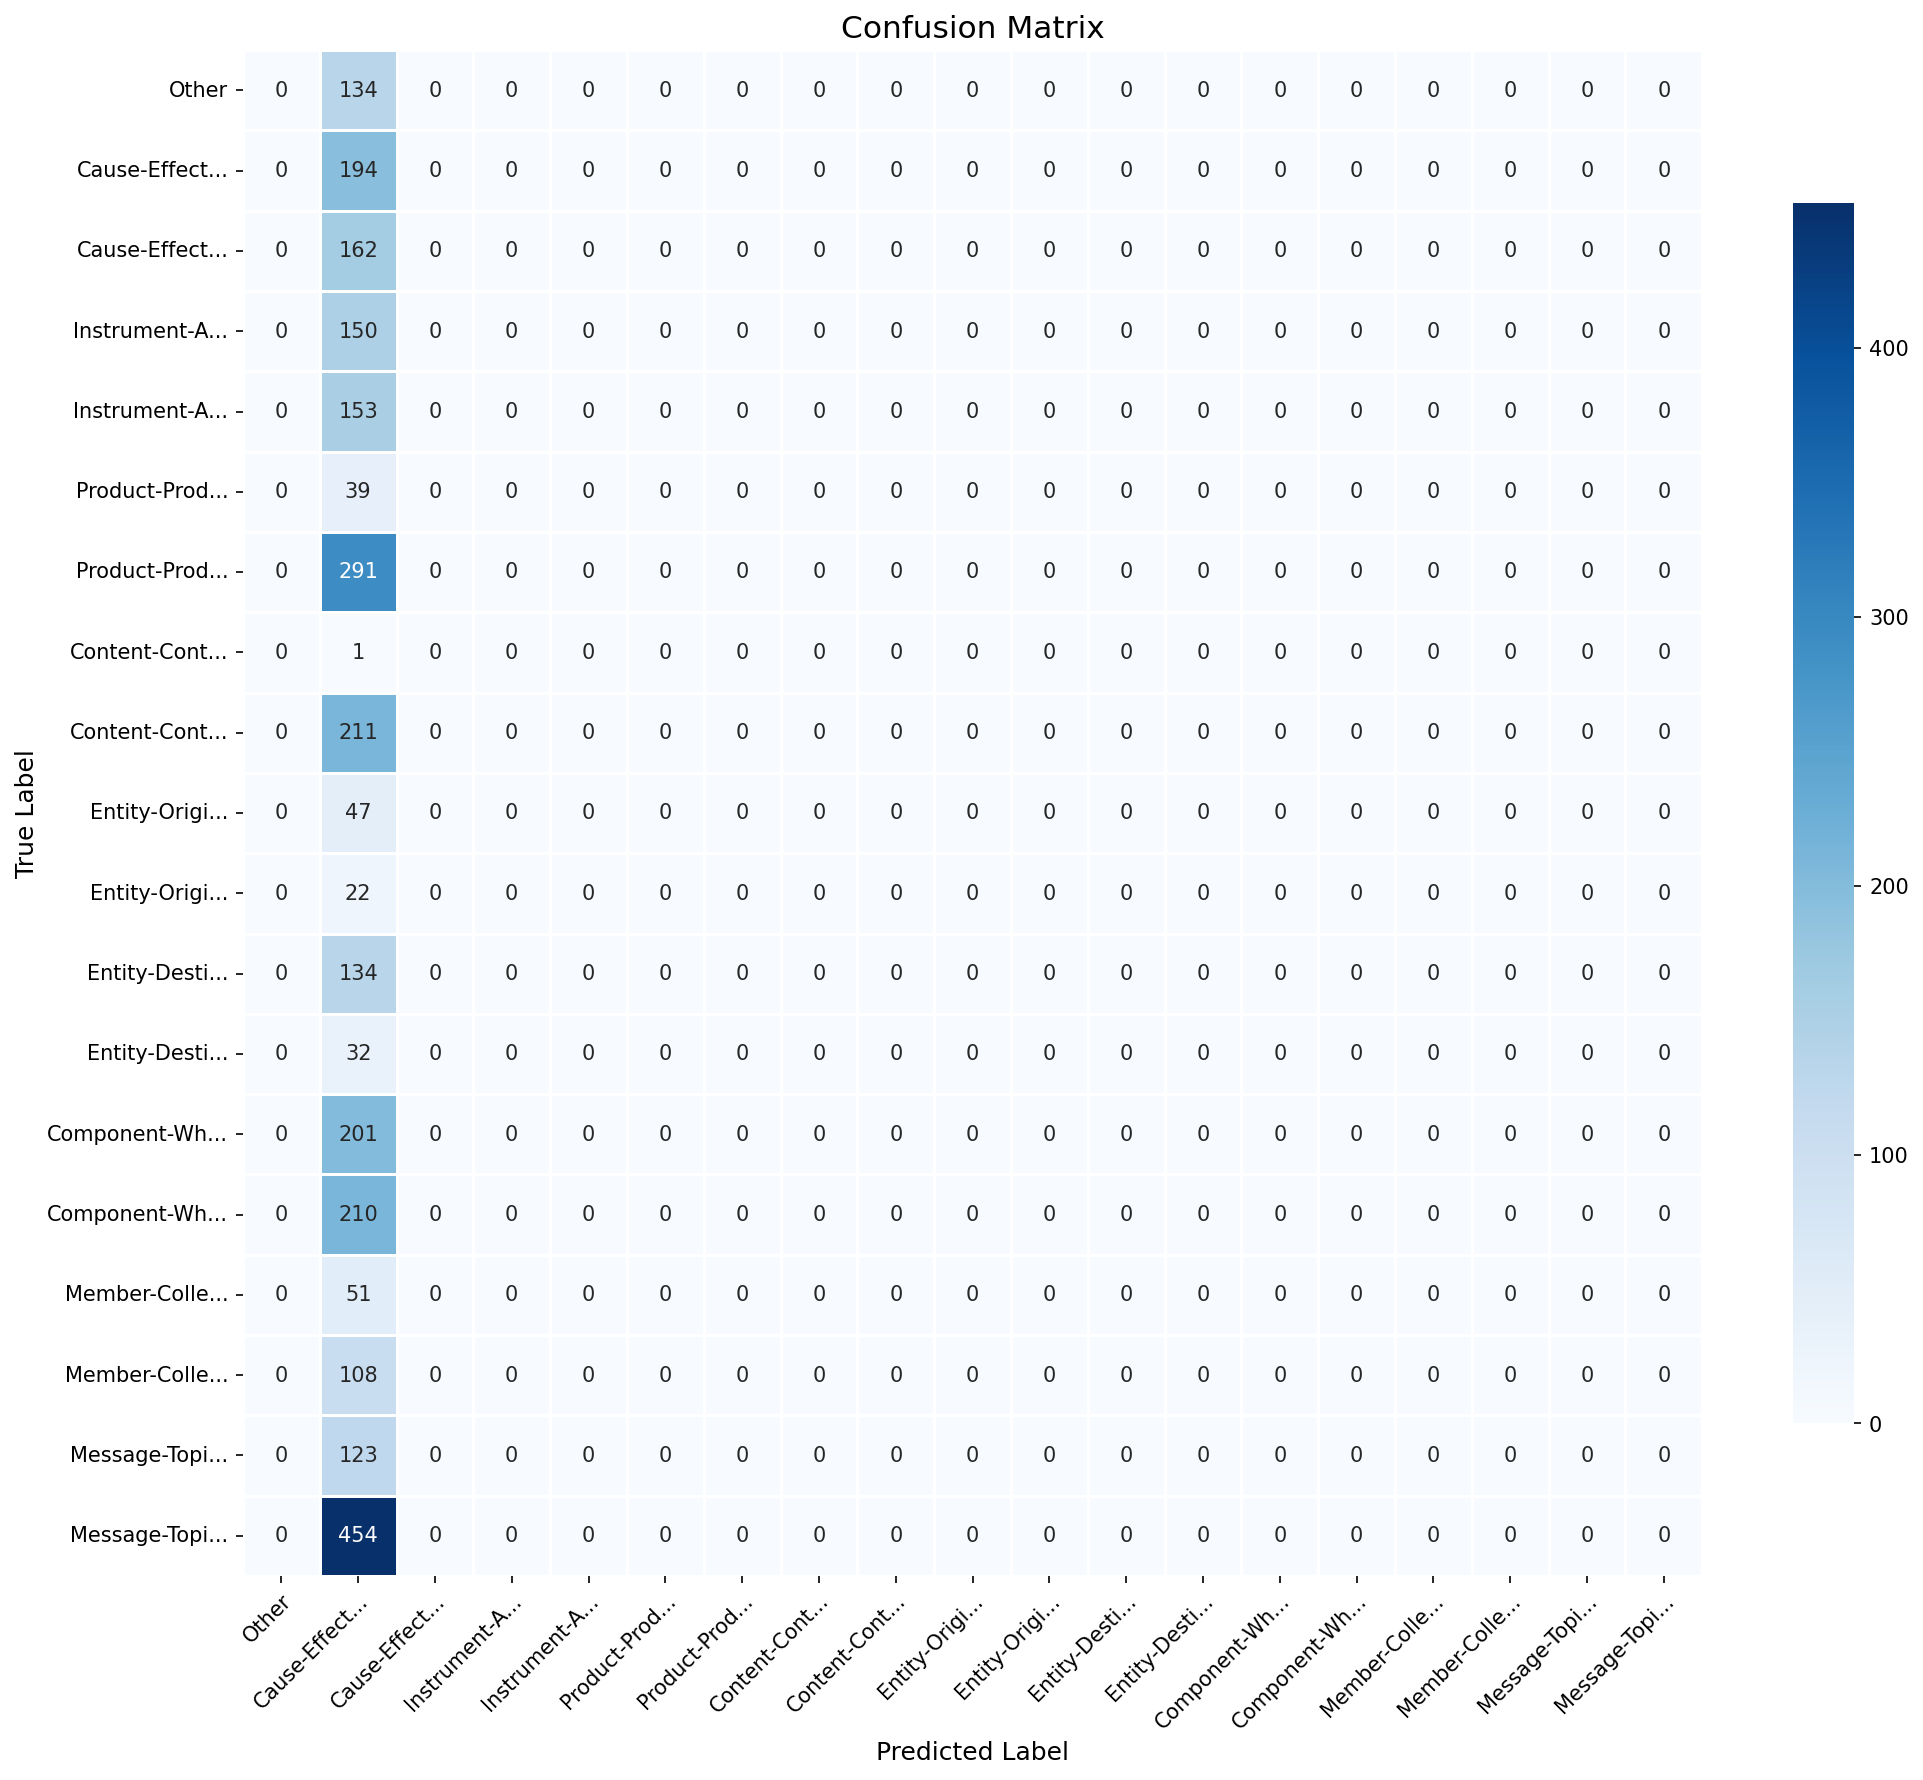 Confusion Matrix
Other 0 134 0 0 0 0 0 0 0 0 0 0 0 0 0 0 0 0 0
Cause-Effect... 0 194 0 0 0 0 0 0 0 0 0 0 0 0 0 0 0 0 0
Cause-Effect... 0 162 0 0 0 0 0 0 0 0 0 0 0 0 0 0 0 0 0
Instrument-A... 0 150 0 0 0 0 0 0 0 0 0 0 0 0 0 0 0 0 0
Instrument-A... 0 153 0 0 0 0 0 0 0 0 0 0 0 0 0 0 0 0 0
Product-Prod... 0 39 0 0 0 0 0 0 0 0 0 0 0 0 0 0 0 0 0
Product-Prod... 0 291 0 0 0 0 0 0 0 0 0 0 0 0 0 0 0 0 0
Content-Cont... 0 1 0 0 0 0 0 0 0 0 0 0 0 0 0 0 0 0 0
Content-Cont... 0 211 0 0 0 0 0 0 0 0 0 0 0 0 0 0 0 0 0
Entity-Origi... 0 47 0 0 0 0 0 0 0 0 0 0 0 0 0 0 0 0 0
Entity-Origi... 0 22 0 0 0 0 0 0 0 0 0 0 0 0 0 0 0 0 0
Entity-Desti... 0 134 0 0 0 0 0 0 0 0 0 0 0 0 0 0 0 0 0
Entity-Desti... 0 32 0 0 0 0 0 0 0 0 0 0 0 0 0 0 0 0 0
Component-Wh... 0 201 0 0 0 0 0 0 0 0 0 0 0 0 0 0 0 0 0
Component-Wh... 0 210 0 0 0 0 0 0 0 0 0 0 0 0 0 0 0 0 0
Member-Colle... 0 51 0 0 0 0 0 0 0 0 0 0 0 0 0 0 0 0 0
Member-Colle... 0 108 0 0 0 0 0 0 0 0 0 0 0 0 0 0 0 0 0
Message-Topi... 0 123 0 0 0 0 0 0 0 0 0 0 0 0 0 0 0 0 0
Message-Topi... 0 454 0 0 0 0 0 0 0 0 0 0 0 0 0 0 0 0 0
True Label
Other
Cause-Effect...
Cause-Effect...
Instrument-A...
Instrument-A...
Product-Prod...
Product-Prod...
Content-Cont...
Content-Cont...
Entity-Origi...
Entity-Origi...
Entity-Desti...
Entity-Desti...
Component-Wh...
Component-Wh...
Member-Colle...
Member-Colle...
Message-Topi...
Message-Topi...
Predicted Label
400
300
200
100
0